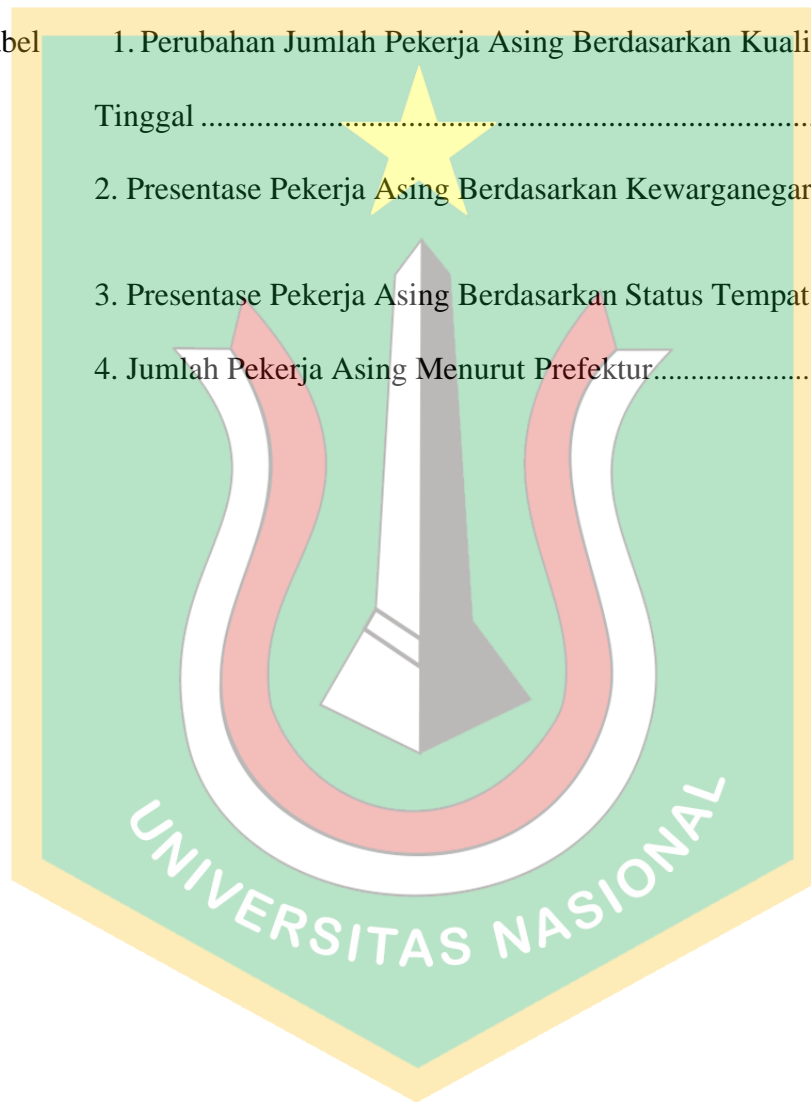 bel 1. Perubahan Jumlah Pekerja Asing Berdasarkan Kuali
Tinggal ................................................................................
2. Presentase Pekerja Asing Berdasarkan Kewarganegar
3. Presentase Pekerja Asing Berdasarkan Status Tempat
4. Jumlah Pekerja Asing Menurut Prefektur....................
UNIVERSITAS NASIONAL